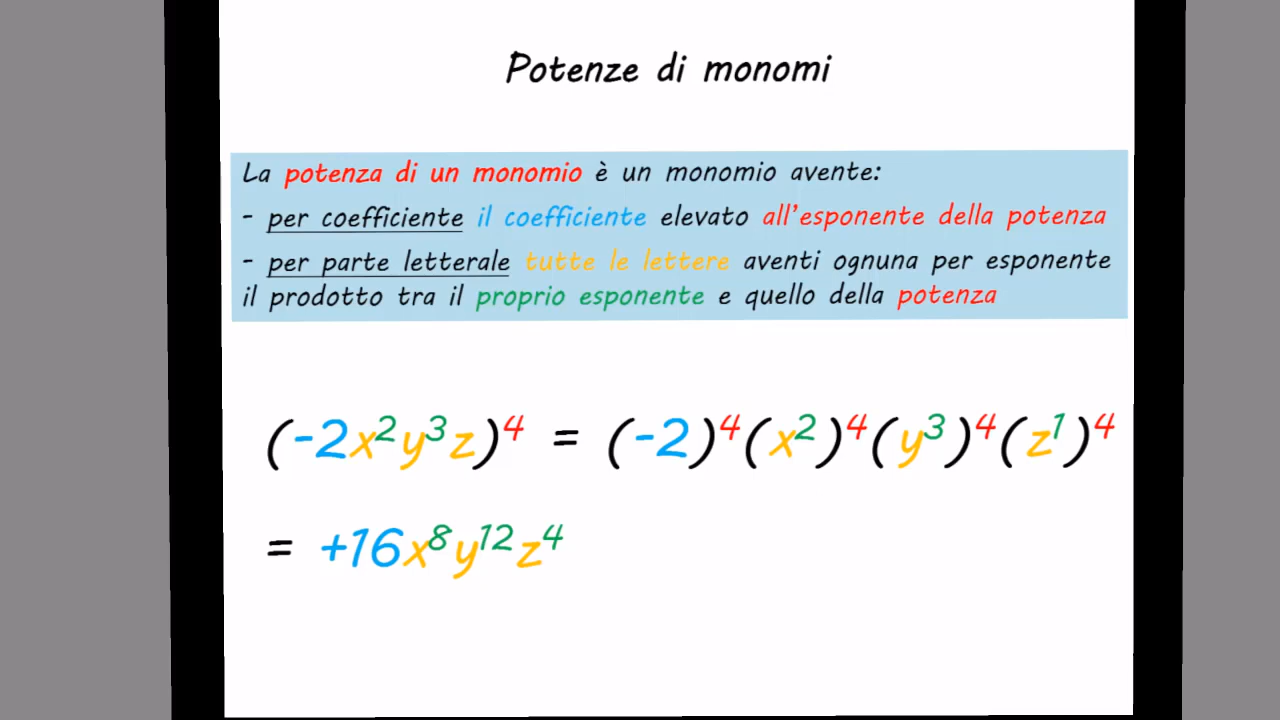 Potenze di monomi
La potenza di un monomio è un monomio avente:
- per coefficiente il coefficiente elevato all'esponente della potenza
- per parte letterale tutte le lettere aventi ognuna per esponente
il prodotto tra il proprio esponente e quello della potenza
(-2x²y³z)⁴ = (-2)⁴(x²)⁴(y³)⁴(z¹)⁴
= +16x⁸y¹²z⁴